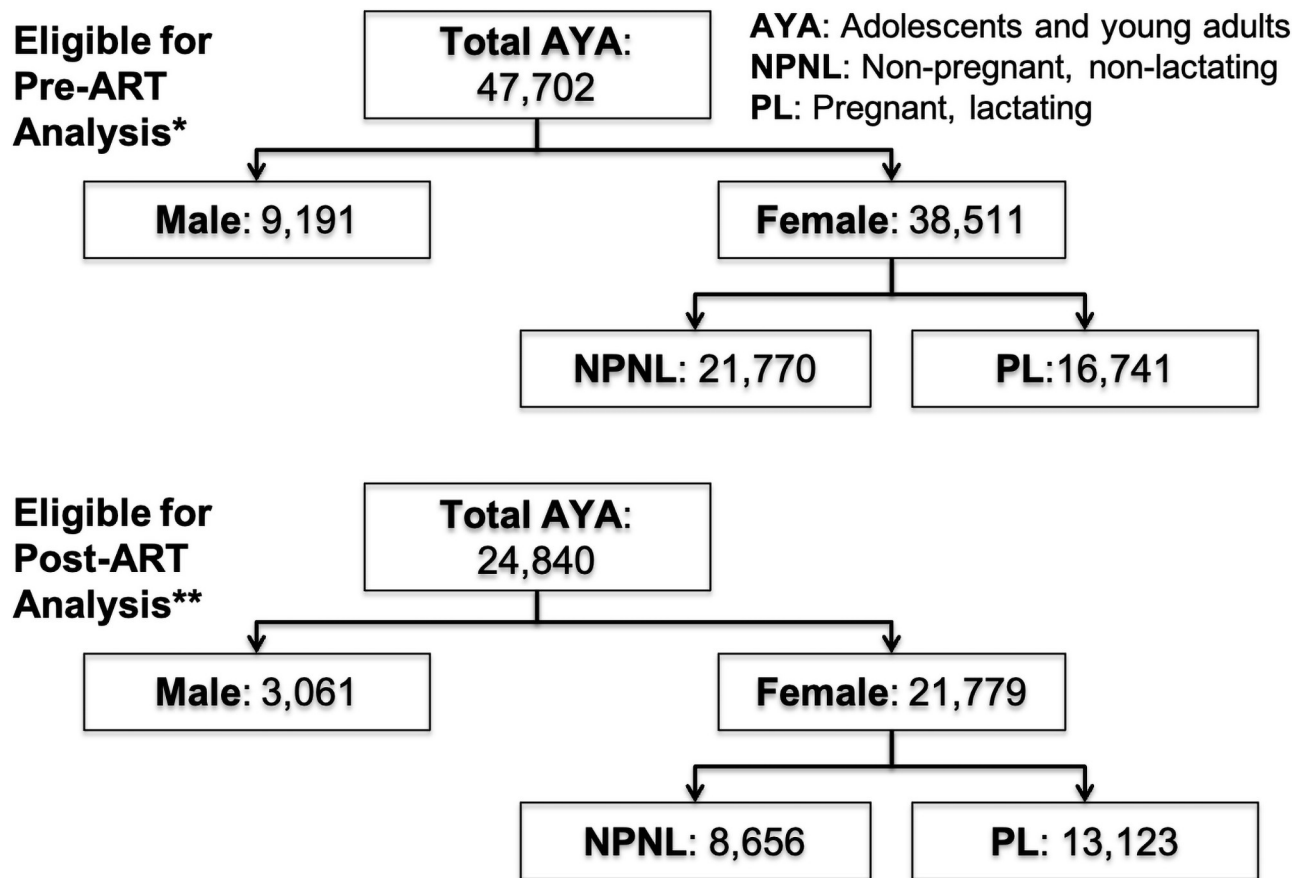 Eligible for
Pre-ART
Analysis*
Total AYA:
47,702
AYA: Adolescents and young adults
NPNL: Non-pregnant, non-lactating
PL: Pregnant, lactating
Male: 9,191
Female: 38,511
NPNL: 21,770
PL:16,741
Eligible for
Post-ART
Analysis**
Total AYA:
24,840
Male: 3,061
Female: 21,779
NPNL: 8,656
PL: 13,123